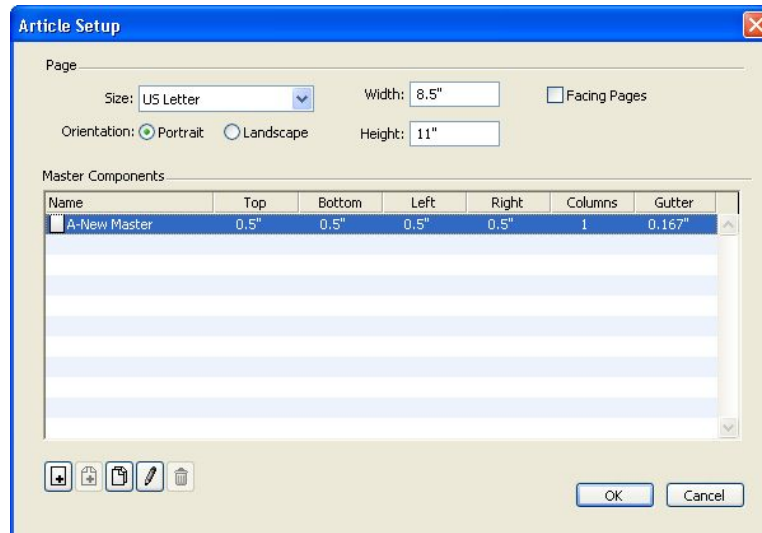 Article Setup
Page
Size: US Letter
Width: 8.5"
Facing Pages
Orientation: Portrait Landscape
Height: 11"
Master Components
Name Top Bottom Left Right Columns Gutter
A-New Master 0.5" 0.5" 0.5" 0.5" 1 0.167"
OK Cancel